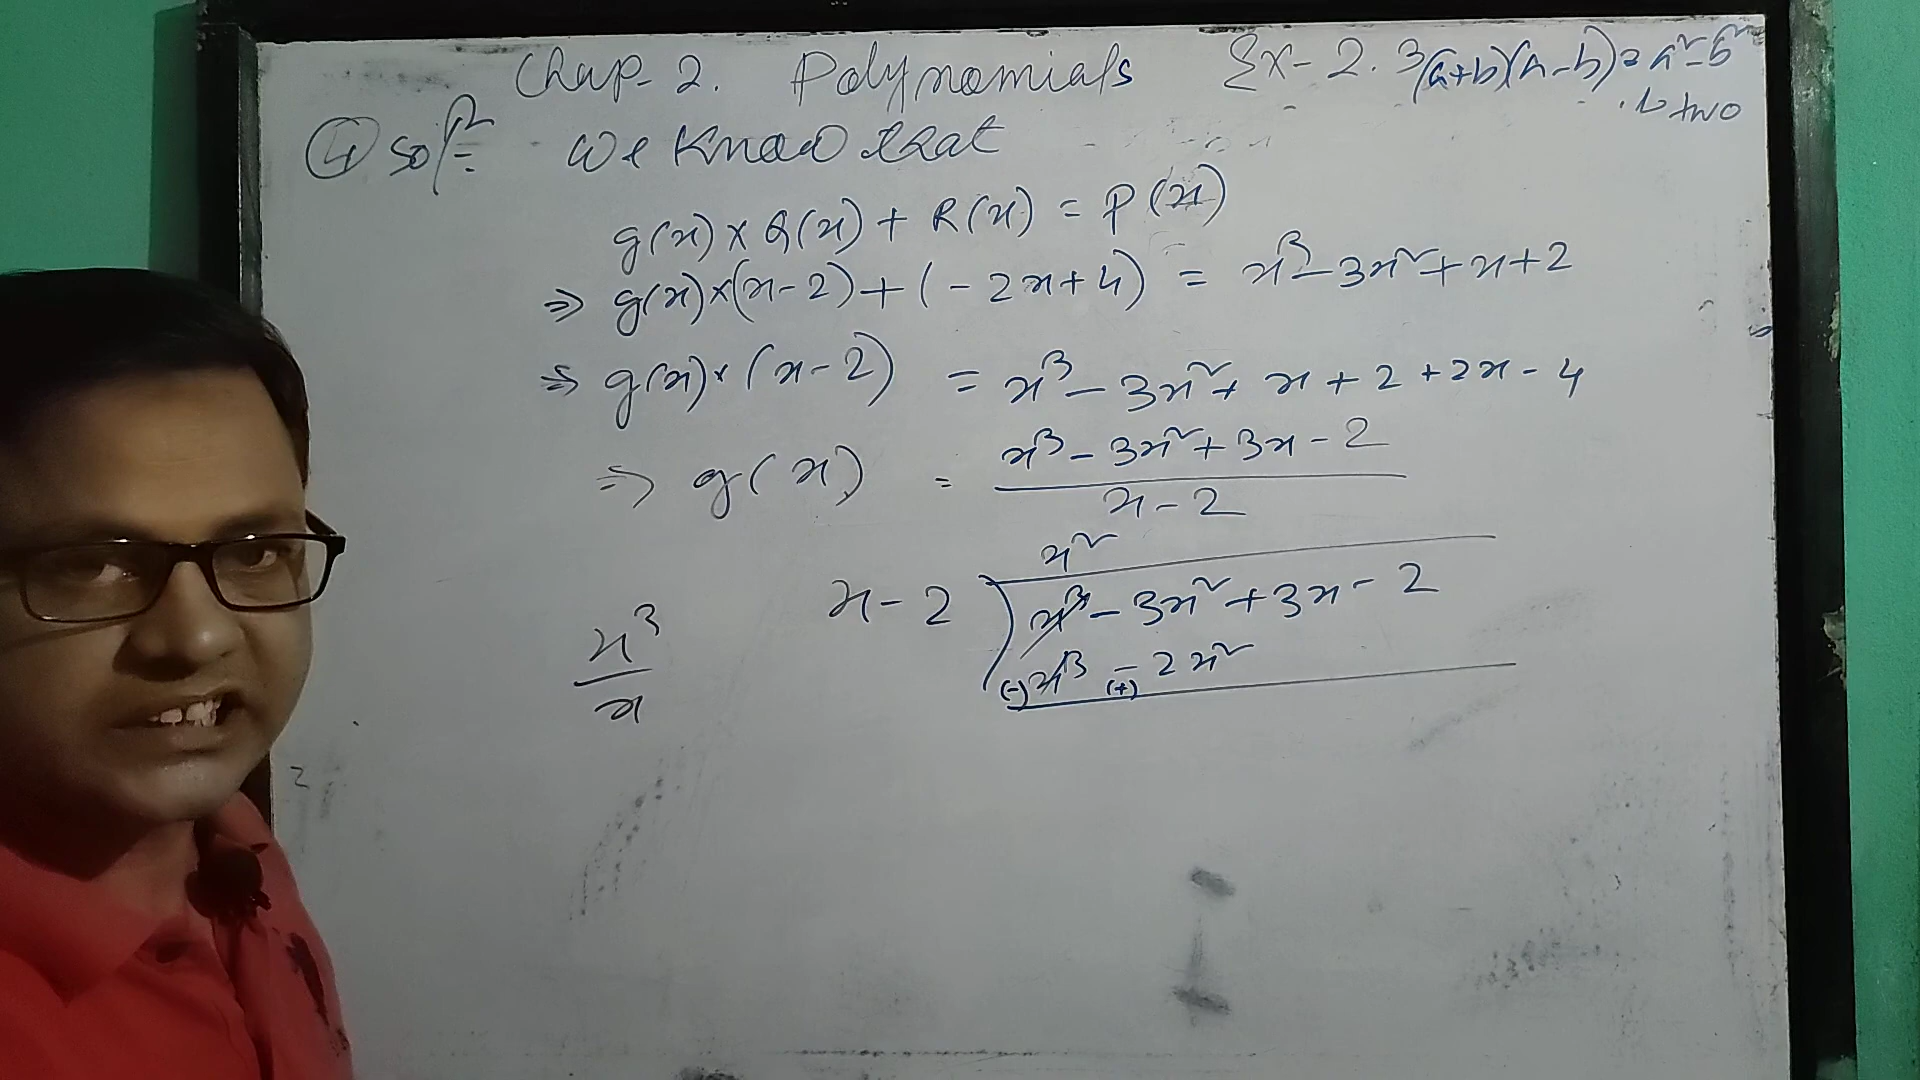 Chap-2. Polynomials Ex-2.3 (a+b)(a-b)=a²-b²
two
④ Solⁿ:- We Know that
g(x) × Q(x) + R(x) = P(x)
⇒ g(x)×(x-2)+(-2x+4) = x³-3x²+x+2
⇒ g(x)×(x-2) = x³-3x²+x+2+2x-4
⇒ g(x) = x³-3x²+3x-2
x-2
x²
x-2 ) x³-3x²+3x-2
x³ x³ - 2x²
x (-) (+)